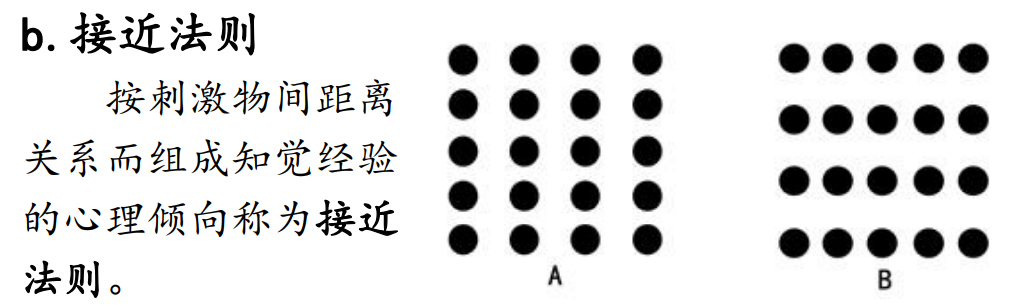 b. 接近法则
按刺激物间距离
关系而组成知觉经验
的心理倾向称为接近
法则。
A
B